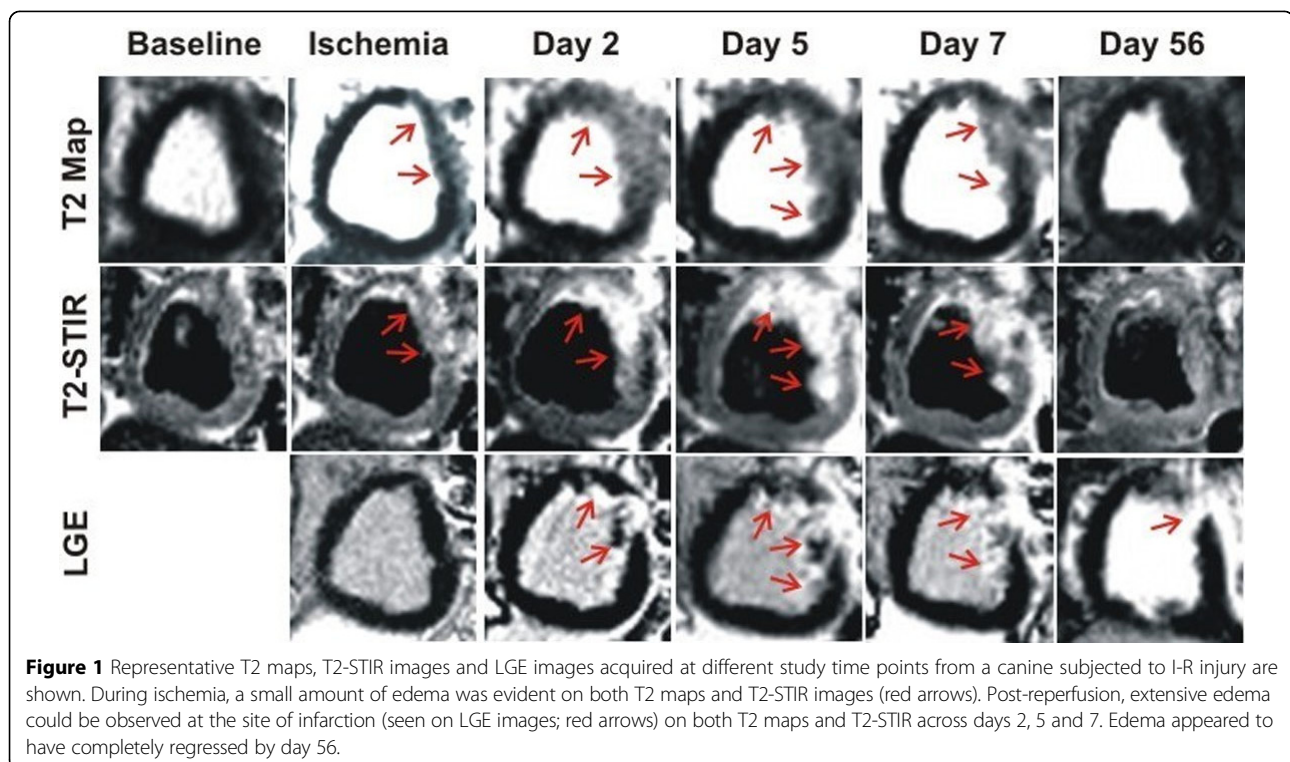 Baseline Ischemia Day 2 Day 5 Day 7 Day 56
T2 Map
T2-STIR
LGE
Figure 1 Representative T2 maps, T2-STIR images and LGE images acquired at different study time points from a canine subjected to I-R injury are
shown. During ischemia, a small amount of edema was evident on both T2 maps and T2-STIR images (red arrows). Post-reperfusion, extensive edema
could be observed at the site of infarction (seen on LGE images; red arrows) on both T2 maps and T2-STIR across days 2, 5 and 7. Edema appeared to
have completely regressed by day 56.